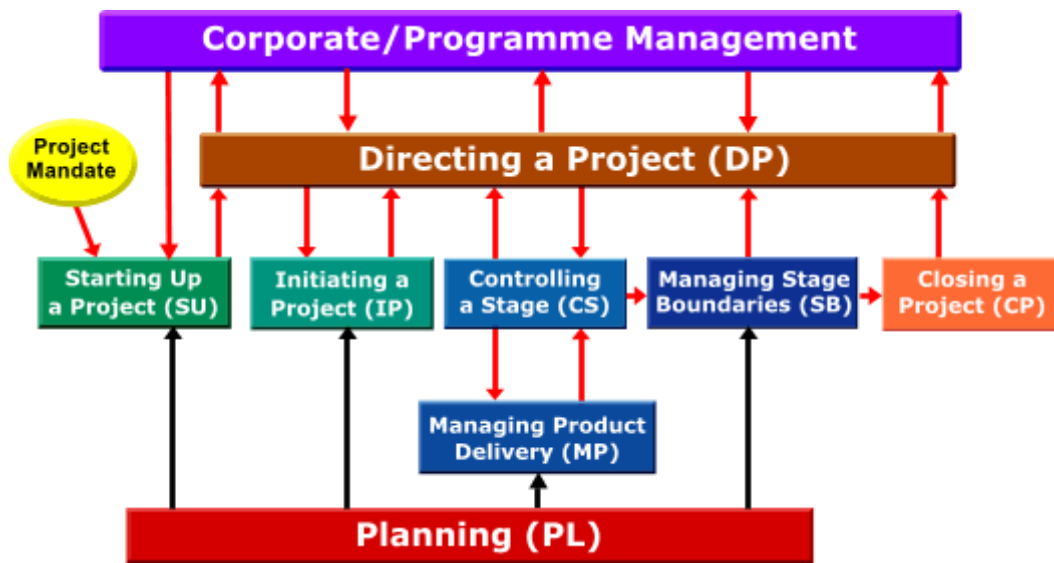 Corporate/Programme Management
Project
Mandate
Directing a Project (DP)
Starting Up
a Project (SU)
Initiating a
Project (IP)
Controlling
a Stage (CS)
Managing Stage
Boundaries (SB)
Closing a
Project (CP)
Managing Product
Delivery (MP)
Planning (PL)